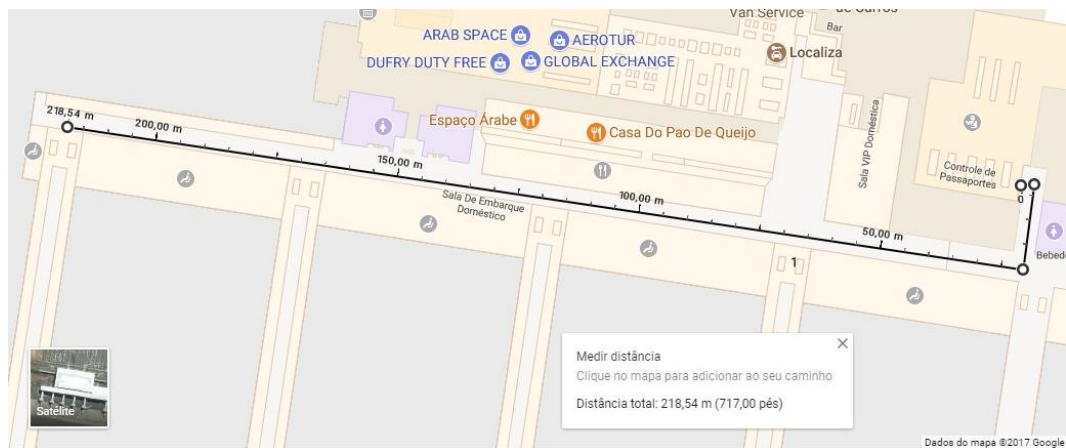 de Carros
Van Service
Bar
ARAB SPACE
AEROTUR
DUFRY DUTY FREE
GLOBAL EXCHANGE
Localiza
218,54 m
200,00 m
Espaço Árabe
Casa Do Pao De Queijo
150,00 m
Sala VIP Doméstica
Controle de
Passaportes
0
100,00 m
Sala De Embarque
Doméstico
50,00 m
Bebedo
1
Medir distância
Clique no mapa para adicionar ao seu caminho
Distância total: 218,54 m (717,00 pés)
Satélite
Dados do mapa ©2017 Google